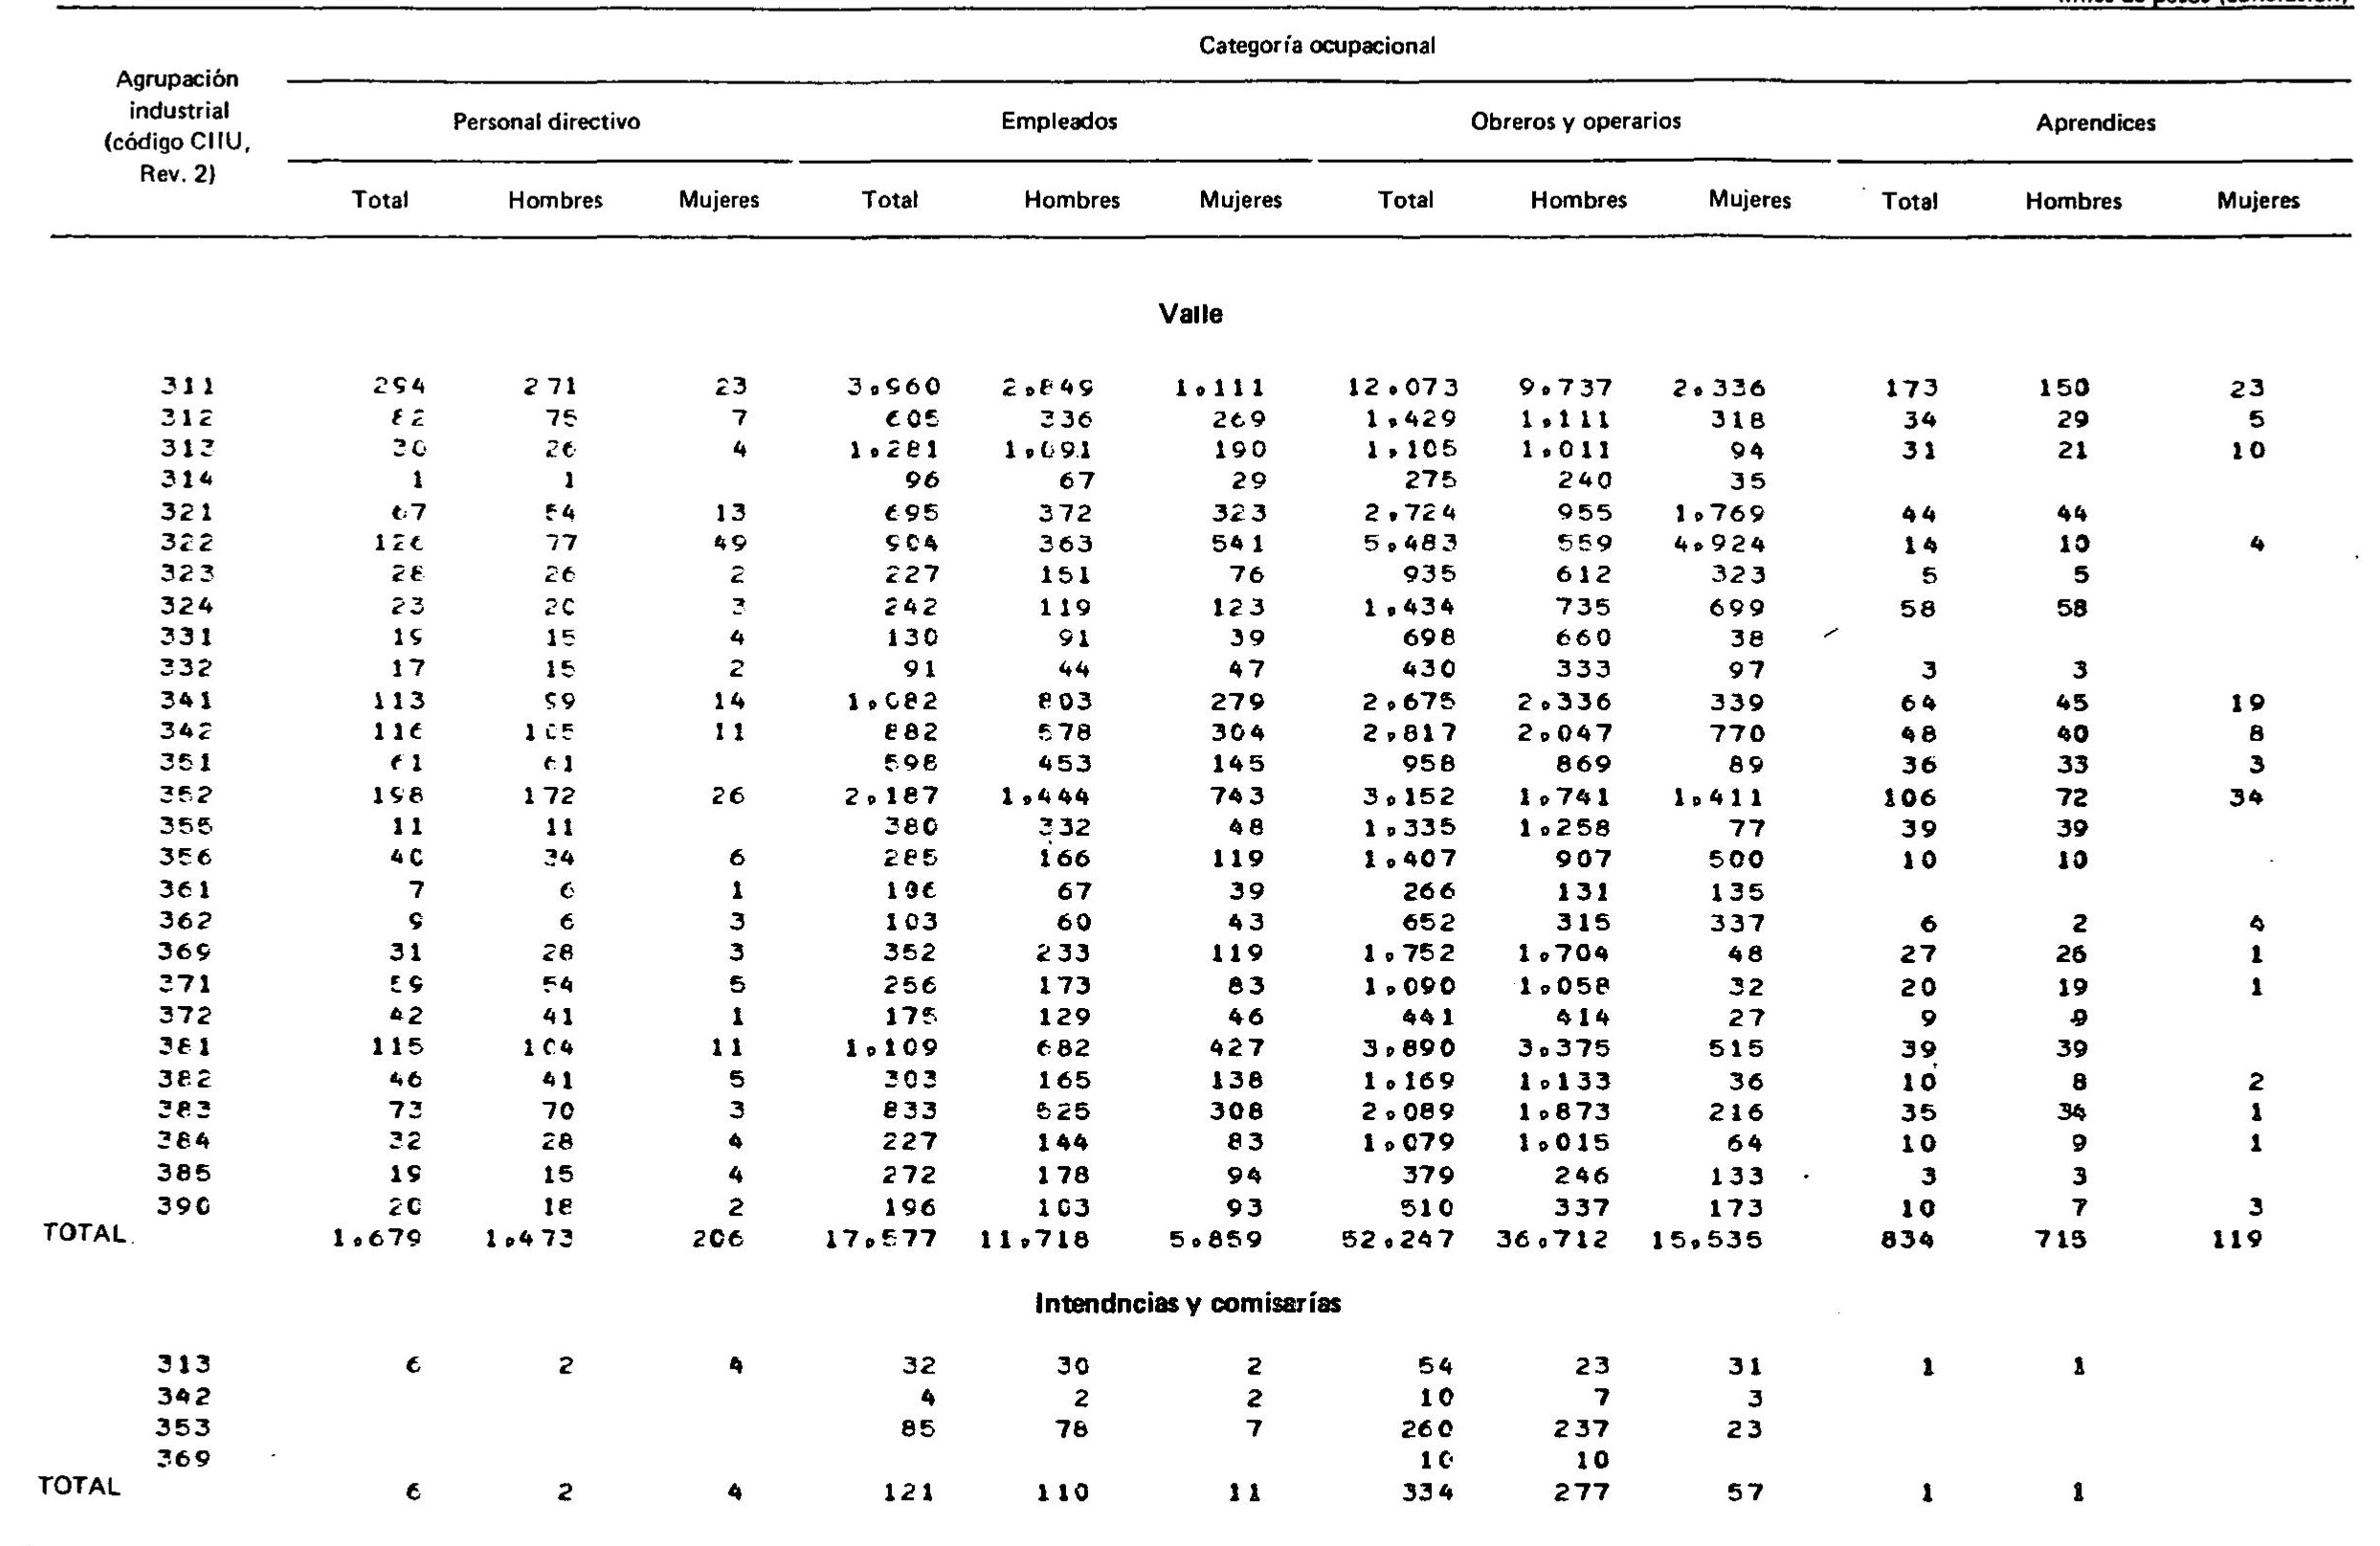 Categoría ocupacional
Agrupación industrial (código CIIU, Rev. 2)
Personal directivo Empleados Obreros y operarios Aprendices
Total Hombres Mujeres Total Hombres Mujeres Total Hombres Mujeres Total Hombres Mujeres
Valle
311 294 271 23 3.960 2.849 1.111 12.073 9.737 2.336 173 150 23
312 82 75 7 605 336 269 1.429 1.111 318 34 29 5
313 30 26 4 1.281 1.091 190 1.105 1.011 94 31 21 10
314 1 1 96 67 29 275 240 35
321 67 54 13 695 372 323 2.724 955 1.769 44 44
322 126 77 49 904 363 541 5.483 559 4.924 14 10 4
323 28 26 2 227 151 76 935 612 323 5 5
324 23 20 3 242 119 123 1.434 735 699 58 58
331 19 15 4 130 91 39 698 660 38
332 17 15 2 91 44 47 430 333 97 3 3
341 113 99 14 1.082 803 279 2.675 2.336 339 64 45 19
342 116 105 11 882 578 304 2.817 2.047 770 48 40 8
351 61 61 598 453 145 958 869 89 36 33 3
352 198 172 26 2.187 1.444 743 3.152 1.741 1.411 106 72 34
355 11 11 380 332 48 1.335 1.258 77 39 39
356 40 34 6 285 166 119 1.407 907 500 10 10
361 7 6 1 106 67 39 266 131 135
362 9 6 3 103 60 43 652 315 337 6 2 4
369 31 28 3 352 233 119 1.752 1.704 48 27 26 1
371 59 54 5 256 173 83 1.090 1.058 32 20 19 1
372 42 41 1 175 129 46 441 414 27 9 9
381 115 104 11 1.109 682 427 3.890 3.375 515 39 39
382 46 41 5 303 165 138 1.169 1.133 36 10 8 2
383 73 70 3 833 525 308 2.089 1.873 216 35 34 1
384 32 28 4 227 144 83 1.079 1.015 64 10 9 1
385 19 15 4 272 178 94 379 246 133 3 3
390 20 18 2 196 103 93 510 337 173 10 7 3
TOTAL 1.679 1.473 206 17.577 11.718 5.859 52.247 36.712 15.535 834 715 119
Intendncias y comisarías
313 6 2 4 32 30 2 54 23 31 1 1
342 4 2 2 10 7 3
353 85 78 7 260 237 23
369 10 10
TOTAL 6 2 4 121 110 11 334 277 57 1 1